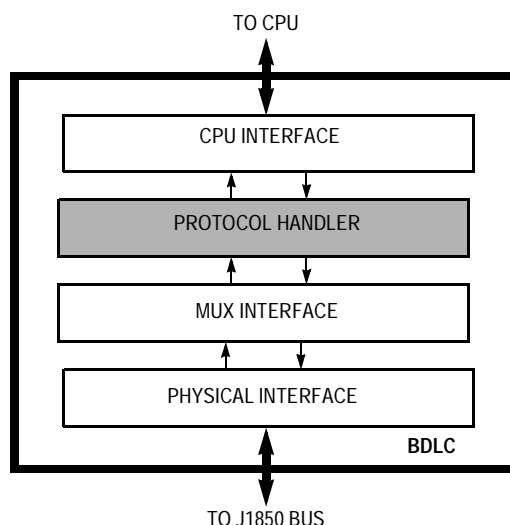 TO CPU
CPU INTERFACE
PROTOCOL HANDLER
MUX INTERFACE
PHYSICAL INTERFACE
BDLC
TO J1850 BUS